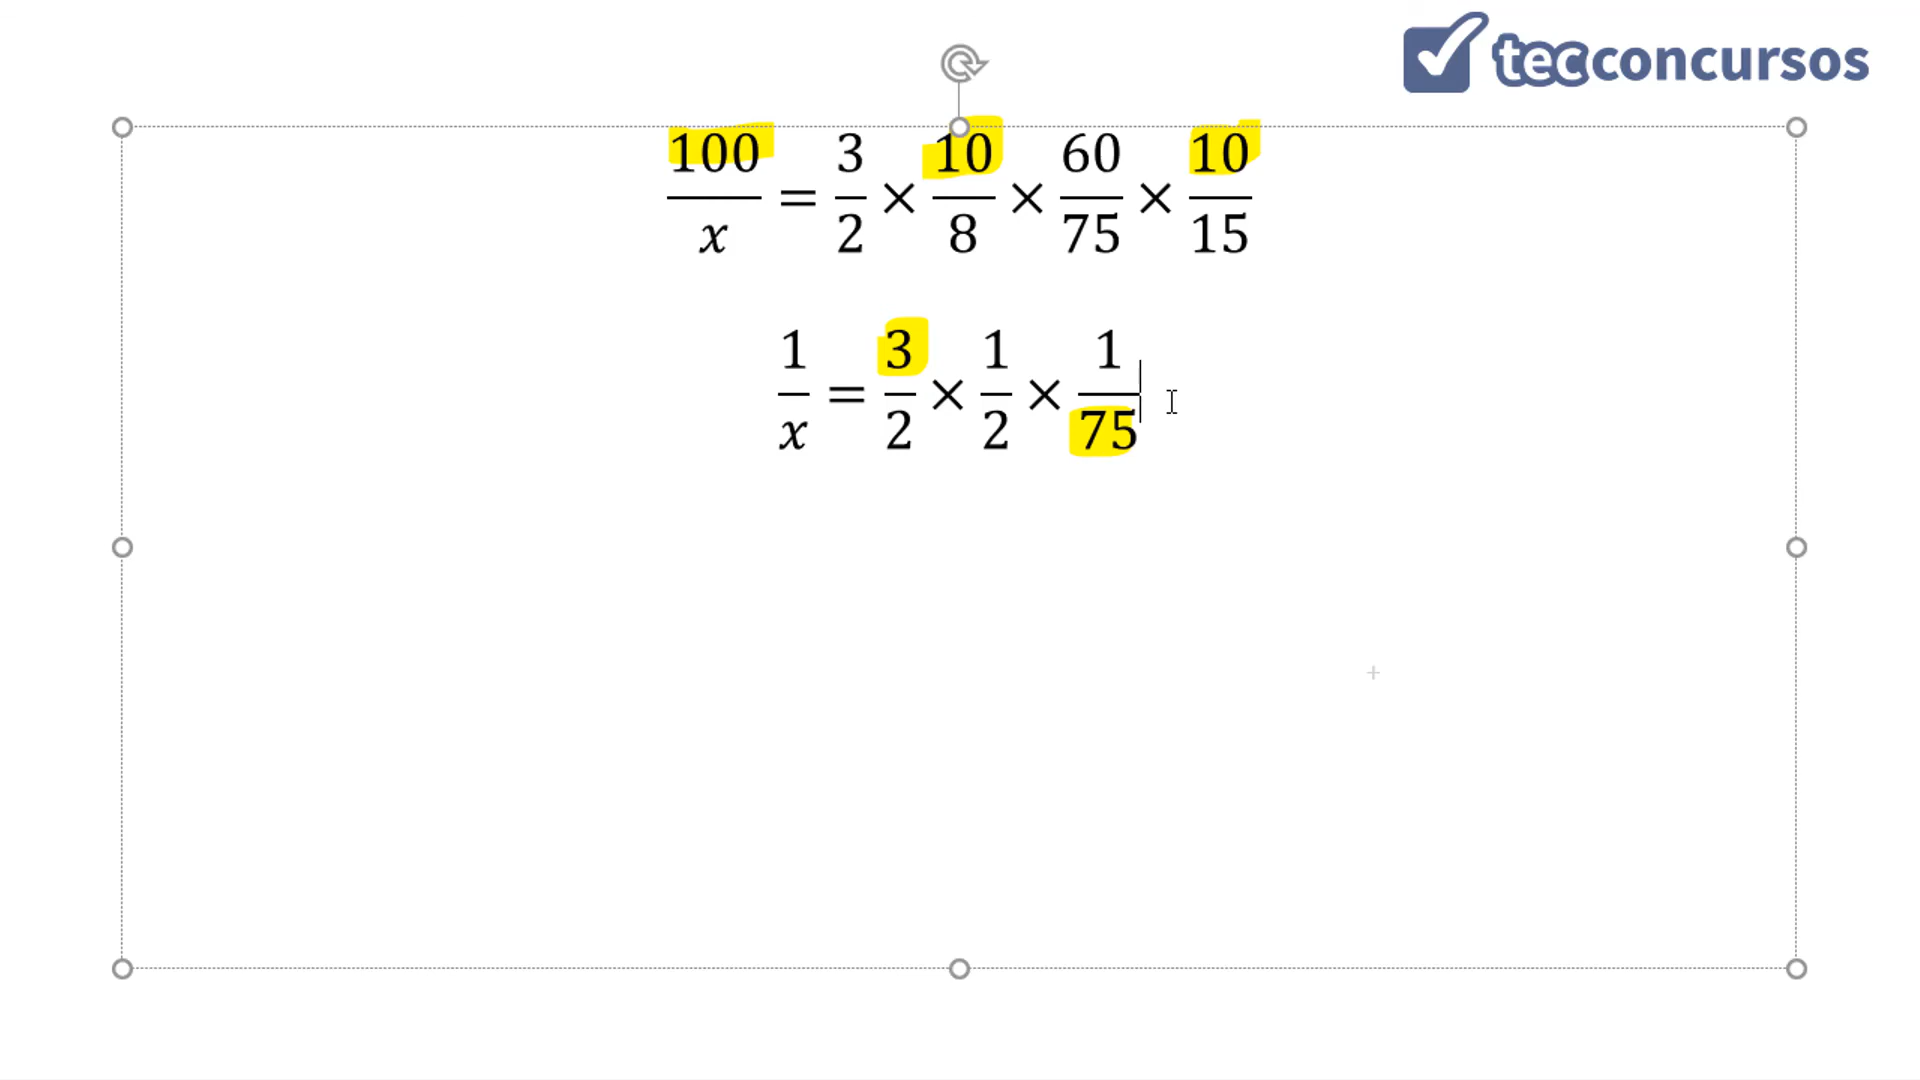 tecconcursos
100/x = 3/2 × 10/8 × 60/75 × 10/15
1/x = 3/2 × 1/2 × 1/75